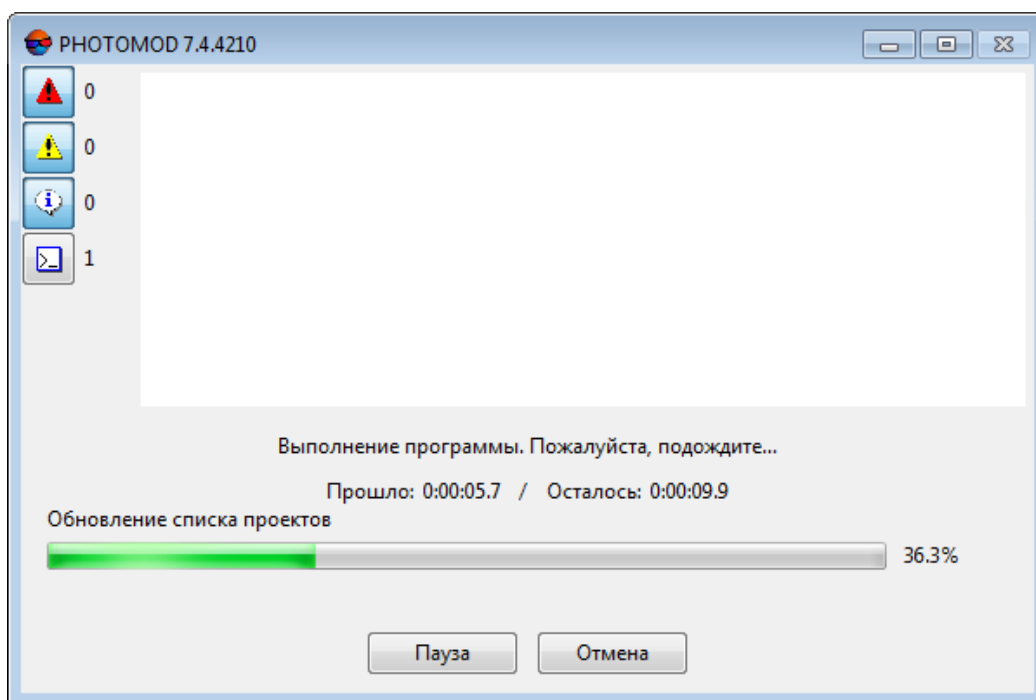 PHOTOMOD 7.4.4210
0
0
0
1
Выполнение программы. Пожалуйста, подождите...
Прошло: 0:00:05.7 / Осталось: 0:00:09.9
Обновление списка проектов
36.3%
Пауза Отмена